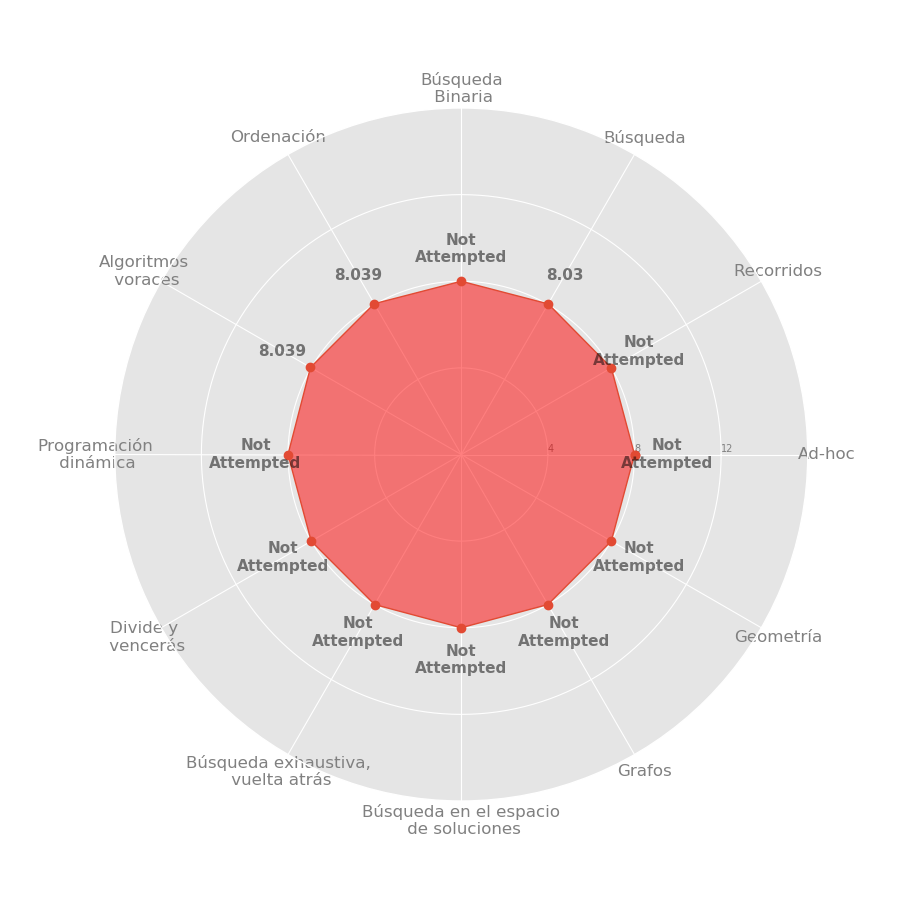 Búsqueda
Binaria
Ordenación
Búsqueda
Not
Attempted
Algoritmos
voraces
8.039
8.03
Recorridos
8.039
Not
Attempted
Programación
dinámica
Not
Attempted
4
8
12
Not
Attempted
Ad-hoc
Not
Attempted
Not
Attempted
Divide y
vencerás
Not
Attempted
Not
Attempted
Not
Attempted
Geometría
Búsqueda exhaustiva,
vuelta atrás
Grafos
Búsqueda en el espacio
de soluciones